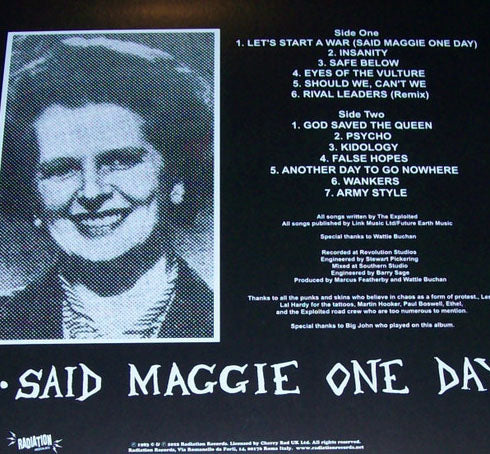 Side One
1. LET'S START A WAR (SAID MAGGIE ONE DAY)
2. INSANITY
3. SAFE BELOW
4. EYES OF THE VULTURE
5. SHOULD WE, CAN'T WE
6. RIVAL LEADERS (Remix)
Side Two
1. GOD SAVED THE QUEEN
2. PSYCHO
3. KIDOLOGY
4. FALSE HOPES
5. ANOTHER DAY TO GO NOWHERE
6. WANKERS
7. ARMY STYLE
All songs written by The Exploited
All songs published by Link Music Ltd/Future Earth Music
Special thanks to Wattie Buchan
Recorded at Revolution Studios
Engineered by Stewart Pickering
Mixed at Southern Studio
Engineered by Barry Sage
Produced by Marcus Featherby and Wattie Buchan
Thanks to all the punks and skins who believe in chaos as a form of protest.,
Lal Hardy for the tattoos, Martin Hooker, Paul Boswell, Ethel,
and the Exploited road crew who are too numerous to mention.
Special thanks to Big John who played on this album.
SAID MAGGIE ONE DAY
RADIATION
℗ 1983 © & ℗ 2022 Radiation Records. Licensed by Cherry Red UK Ltd. All rights reserved.
Radiation Records, Via Romanello da Forlì, 14, 00176 Roma Italy. www.radiationrecords.net